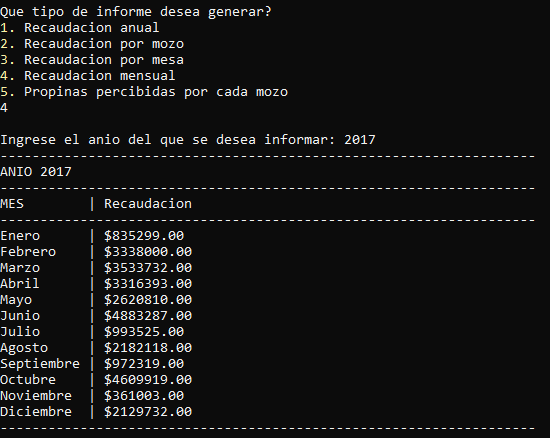 Que tipo de informe desea generar?
1. Recaudacion anual
2. Recaudacion por mozo
3. Recaudacion por mesa
4. Recaudacion mensual
5. Propinas percibidas por cada mozo
4
Ingrese el anio del que se desea informar: 2017
-------------------------------------------------------------------
ANIO 2017
-------------------------------------------------------------------
MES        | Recaudacion
-------------------------------------------------------------------
Enero      | $835299.00
Febrero    | $3338000.00
Marzo      | $3533732.00
Abril      | $3316393.00
Mayo       | $2620810.00
Junio      | $4883287.00
Julio      | $993525.00
Agosto     | $2182118.00
Septiembre | $972319.00
Octubre    | $4609919.00
Noviembre  | $361003.00
Diciembre  | $2129732.00
-------------------------------------------------------------------